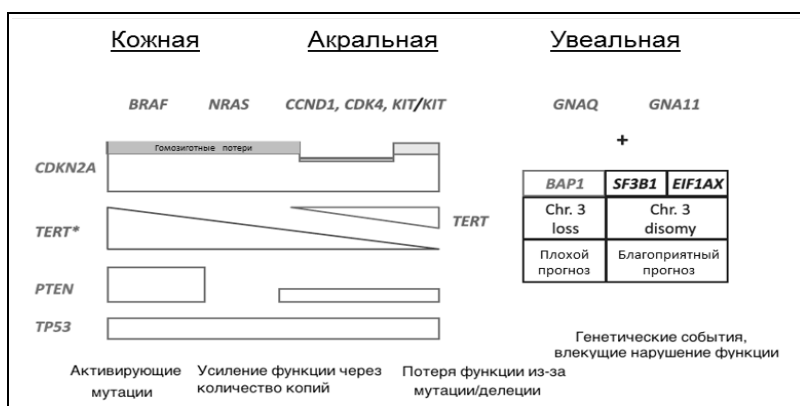 Кожная Акральная Увеальная
BRAF NRAS CCND1, CDK4, KIT/KIT GNAQ GNA11
+
Гомозиготные потери
CDKN2A
BAP1 SF3B1 EIF1AX
Chr. 3 loss Chr. 3 disomy
TERT* TERT
Плохой прогноз Благоприятный прогноз
PTEN
TP53
Генетические события,
влекущие нарушение функции
Активирующие
мутации
Усиление функции через
количество копий
Потеря функции из-за
мутации/делеции